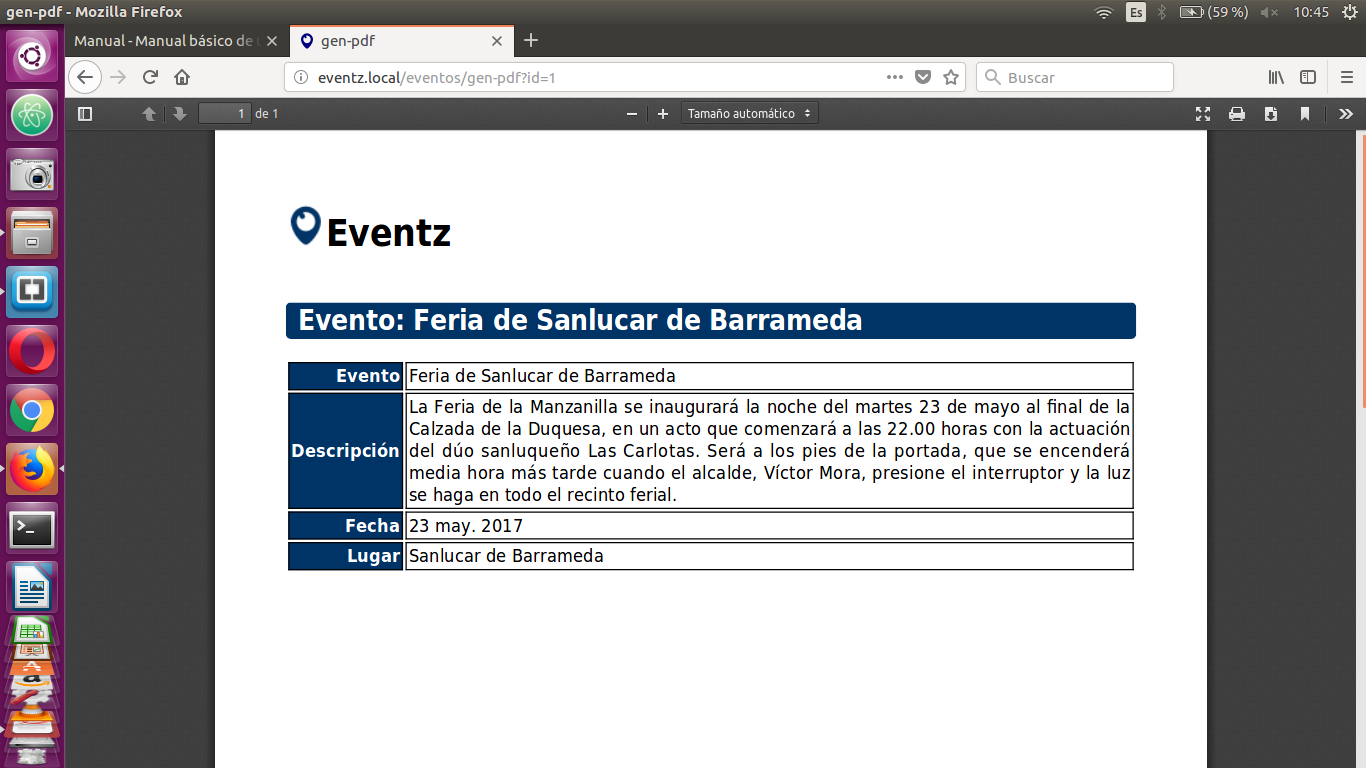 gen-pdf - Mozilla Firefox
Es
(59 %)
10:45
Manual - Manual básico de
gen-pdf
eventz.local/eventos/gen-pdf?id=1
Buscar
1 de 1
Tamaño automático
Eventz
Evento: Feria de Sanlucar de Barrameda
Evento Feria de Sanlucar de Barrameda
Descripción
La Feria de la Manzanilla se inaugurará la noche del martes 23 de mayo al final de la
Calzada de la Duquesa, en un acto que comenzará a las 22.00 horas con la actuación
del dúo sanluqueño Las Carlotas. Será a los pies de la portada, que se encenderá
media hora más tarde cuando el alcalde, Víctor Mora, presione el interruptor y la luz
se haga en todo el recinto ferial.
Fecha 23 may. 2017
Lugar Sanlucar de Barrameda